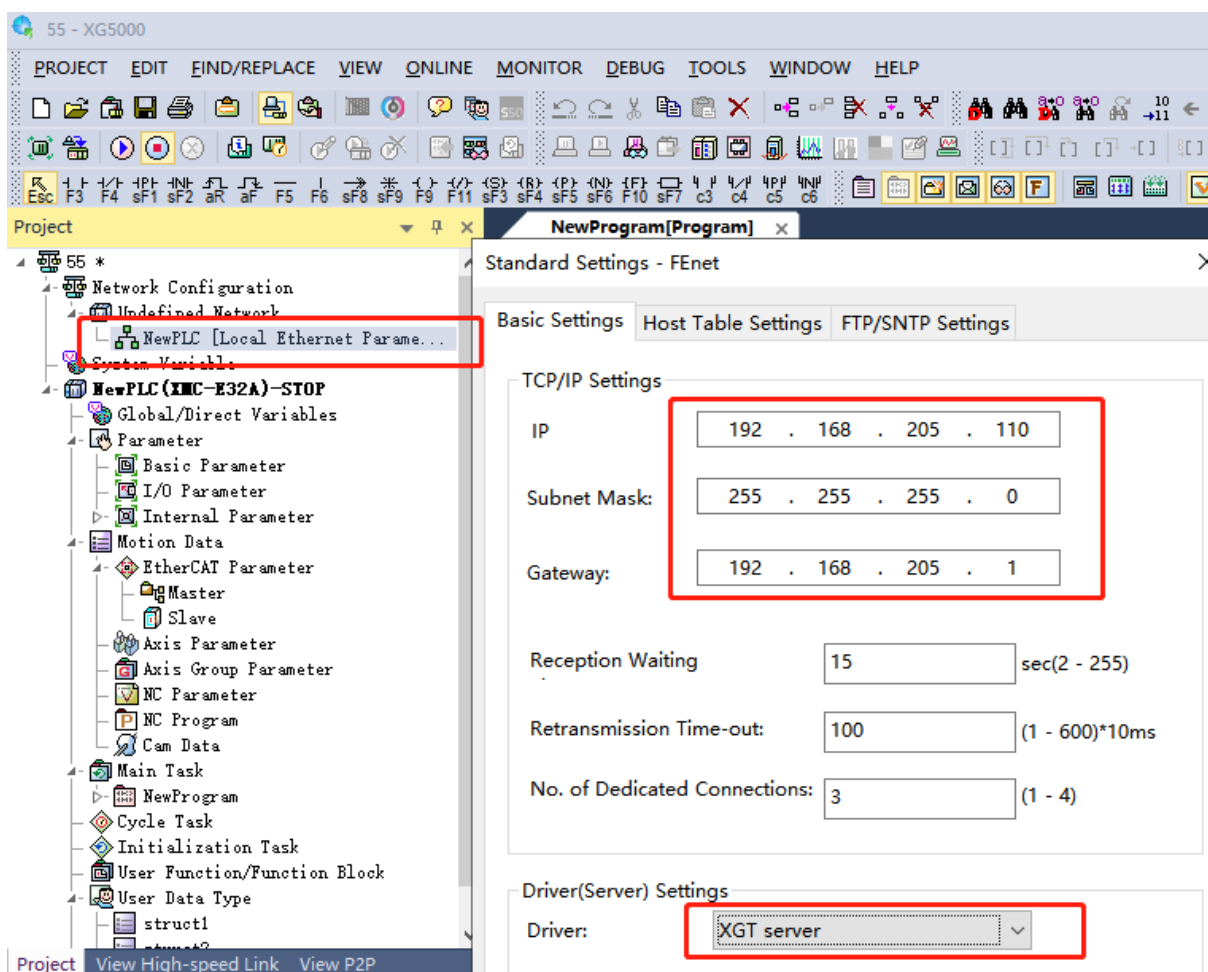 55 - XG5000
PROJECT EDIT FIND/REPLACE VIEW ONLINE MONITOR DEBUG TOOLS WINDOW HELP
Esc F3 F4 sF1 sF2 aR aF F5 F6 sF8 sF9 F9 F11 sF3 sF4 sF5 sF6 F10 sF7 c3 c4 c5 c6
Project
NewProgram[Program]
55 *
Network Configuration
Undefined Network
NewPLC [Local Ethernet Parame...
System Variable
NewPLC(XMC-E32A)-STOP
Global/Direct Variables
Parameter
Basic Parameter
I/O Parameter
Internal Parameter
Motion Data
EtherCAT Parameter
Master
Slave
Axis Parameter
Axis Group Parameter
NC Parameter
NC Program
Cam Data
Main Task
NewProgram
Cycle Task
Initialization Task
User Function/Function Block
User Data Type
struct1
Project View High-speed Link View P2P
Standard Settings - FEnet
Basic Settings Host Table Settings FTP/SNTP Settings
TCP/IP Settings
IP 192 . 168 . 205 . 110
Subnet Mask: 255 . 255 . 255 . 0
Gateway: 192 . 168 . 205 . 1
Reception Waiting 15 sec(2 - 255)
Retransmission Time-out: 100 (1 - 600)*10ms
No. of Dedicated Connections: 3 (1 - 4)
Driver(Server) Settings
Driver: XGT server